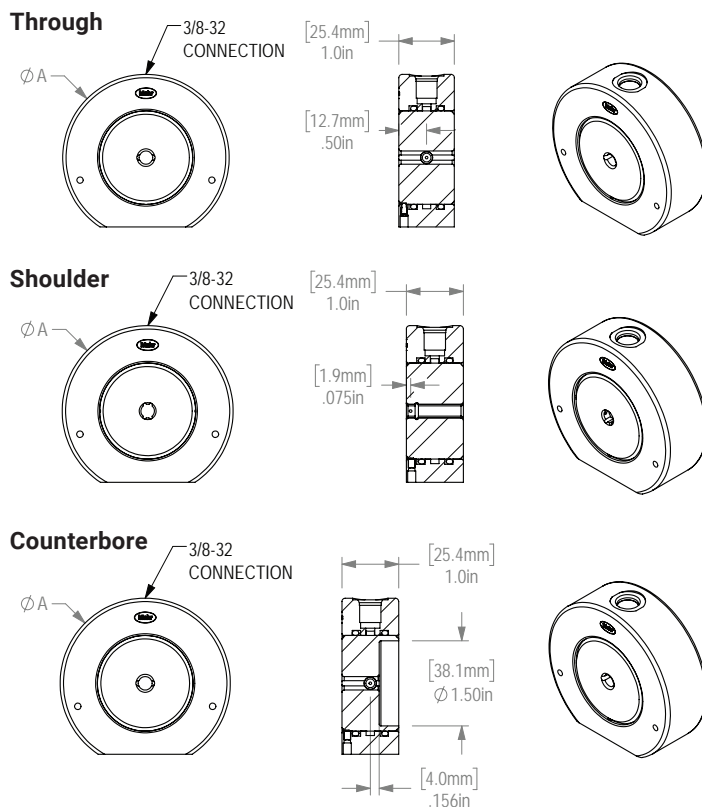 Through
3/8-32
CONNECTION
ØA
[25.4mm]
1.0in
[12.7mm]
.50in
Shoulder
3/8-32
CONNECTION
ØA
[25.4mm]
1.0in
[1.9mm]
.075in
Counterbore
3/8-32
CONNECTION
ØA
[25.4mm]
1.0in
[38.1mm]
Ø1.50in
[4.0mm]
.156in